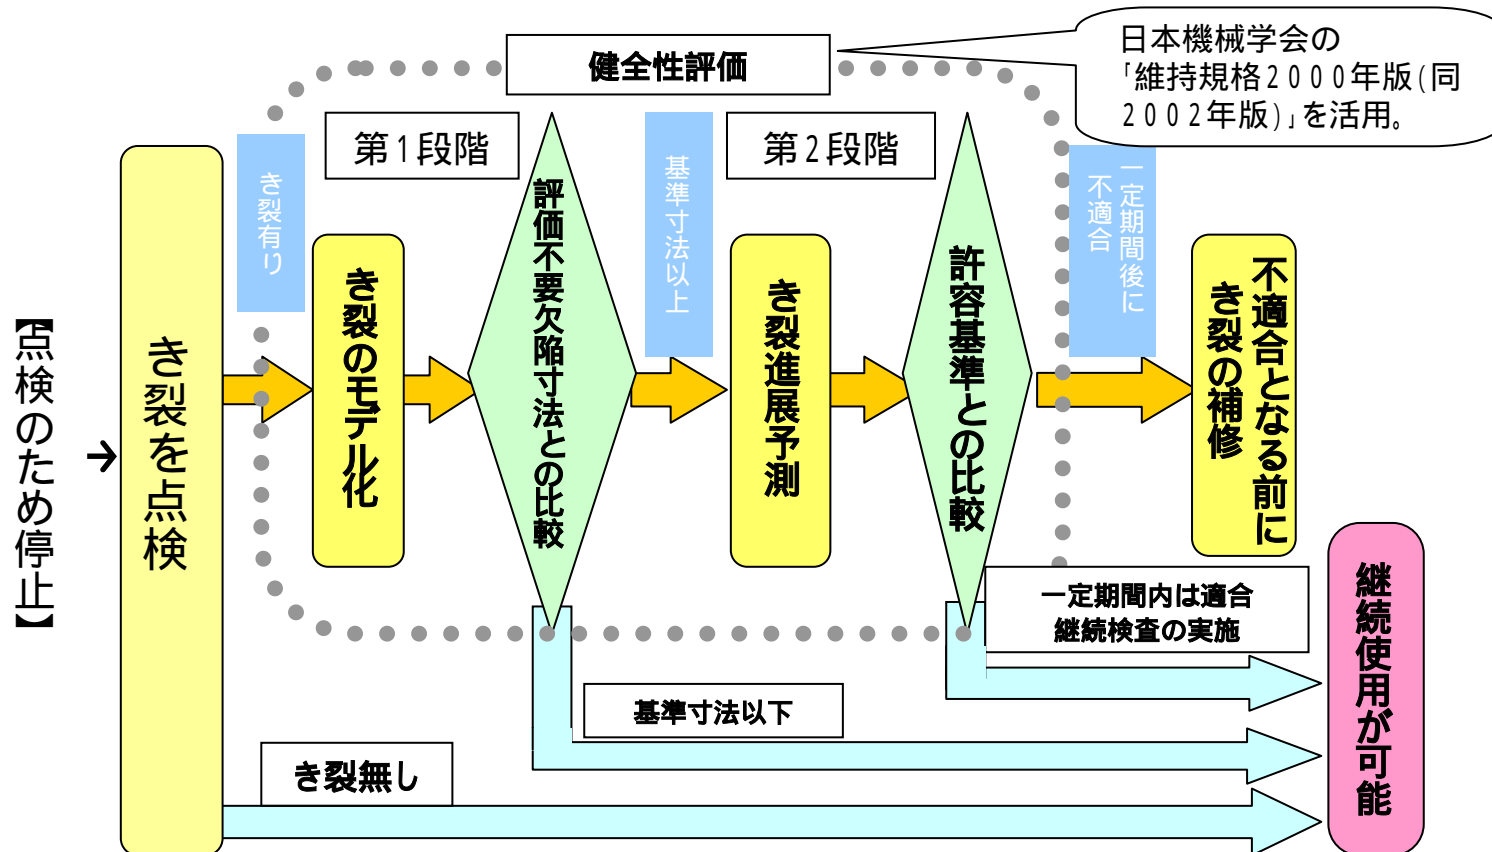 健全性評価
日本機械学会の
「維持規格2000年版(同
2002年版)」を活用。
第1段階
第2段階
【点検のため停止】
→
き裂を点検
き裂有り
き裂のモデル化
評価不要欠陥寸法との比較
基準寸法以上
き裂進展予測
許容基準との比較
一定期間後に
不適合
不適合となる前に
き裂の補修
一定期間内は適合
継続検査の実施
基準寸法以下
き裂無し
継続使用が可能